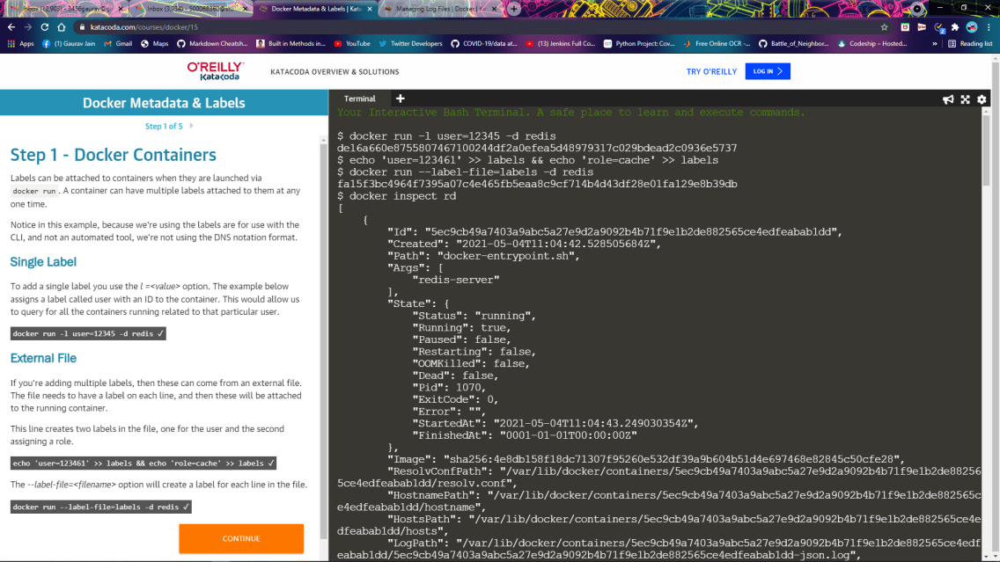 Inbox (12,903) - 3456gaurav@
Inbox (3,934) - 500068360@stu
Docker Metadata & Labels | Kata
Managing Log Files | Docker | K
katacoda.com/courses/docker/15
Apps
(1) Gaurav Jain
Gmail
Maps
Markdown Cheatsh...
Built in Methods in...
YouTube
Twitter Developers
COVID-19/data at...
(13) Jenkins Full Co...
Python Project: Cov...
Free Online OCR -...
Battle_of_Neighbor...
Codeship – Hosted...
»
Reading list
O'REILLY
Katacoda
KATACODA OVERVIEW & SOLUTIONS
TRY O'REILLY
LOG IN
Docker Metadata & Labels
Step 1 of 5
Step 1 - Docker Containers
Labels can be attached to containers when they are launched via
docker run. A container can have multiple labels attached to them at any
one time.
Notice in this example, because we're using the labels are for use with the
CLI, and not an automated tool, we're not using the DNS notation format.
Single Label
To add a single label you use the l =<value> option. The example below
assigns a label called user with an ID to the container. This would allow us
to query for all the containers running related to that particular user.
docker run -l user=12345 -d redis ✓
External File
If you're adding multiple labels, then these can come from an external file.
The file needs to have a label on each line, and then these will be attached
to the running container.
This line creates two labels in the file, one for the user and the second
assigning a role.
echo 'user=123461' >> labels && echo 'role=cache' >> labels ✓
The --label-file=<filename> option will create a label for each line in the file.
docker run --label-file=labels -d redis ✓
CONTINUE
Terminal
Your Interactive Bash Terminal. A safe place to learn and execute commands.
$ docker run -l user=12345 -d redis
de16a660e8755807467100244df2a0efea5d48979317c029bdead2c0936e5737
$ echo 'user=123461' >> labels && echo 'role=cache' >> labels
$ docker run --label-file=labels -d redis
fa15f3bc4964f7395a07c4e465fb5eaa8c9cf714b4d43df28e01fa129e8b39db
$ docker inspect rd
[
{
"Id": "5ec9cb49a7403a9abc5a27e9d2a9092b4b71f9e1b2de882565ce4edfeabab1dd",
"Created": "2021-05-04T11:04:42.528505684Z",
"Path": "docker-entrypoint.sh",
"Args": [
"redis-server"
],
"State": {
"Status": "running",
"Running": true,
"Paused": false,
"Restarting": false,
"OOMKilled": false,
"Dead": false,
"Pid": 1070,
"ExitCode": 0,
"Error": "",
"StartedAt": "2021-05-04T11:04:43.249030354Z",
"FinishedAt": "0001-01-01T00:00:00Z"
},
"Image": "sha256:4e8db158f18dc71307f95260e532df39a9b604b51d4e697468e82845c50cfe28",
"ResolvConfPath": "/var/lib/docker/containers/5ec9cb49a7403a9abc5a27e9d2a9092b4b71f9e1b2de88256
5ce4edfeabab1dd/resolv.conf",
"HostnamePath": "/var/lib/docker/containers/5ec9cb49a7403a9abc5a27e9d2a9092b4b71f9e1b2de882565c
e4edfeabab1dd/hostname",
"HostsPath": "/var/lib/docker/containers/5ec9cb49a7403a9abc5a27e9d2a9092b4b71f9e1b2de882565ce4e
dfeabab1dd/hosts",
"LogPath": "/var/lib/docker/containers/5ec9cb49a7403a9abc5a27e9d2a9092b4b71f9e1b2de882565ce4edf
eabab1dd/5ec9cb49a7403a9abc5a27e9d2a9092b4b71f9e1b2de882565ce4edfeabab1dd-json.log",